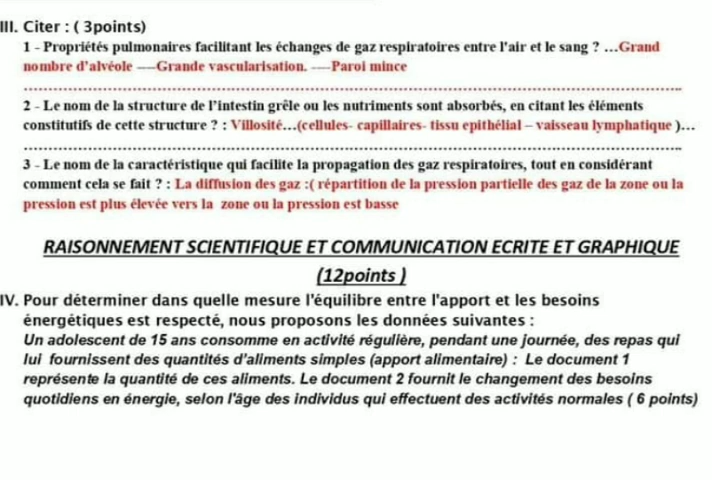 III. Citer : ( 3points)
1 - Propriétés pulmonaires facilitant les échanges de gaz respiratoires entre l'air et le sang ? …Grand
nombre d'alvéole ----Grande vascularisation. ----Paroi mince
2 - Le nom de la structure de l'intestin grêle ou les nutriments sont absorbés, en citant les éléments
constitutifs de cette structure ? : Villosité…(cellules- capillaires- tissu epithélial – vaisseau lymphatique )…
3 - Le nom de la caractéristique qui facilite la propagation des gaz respiratoires, tout en considérant
comment cela se fait ? : La diffusion des gaz :( répartition de la pression partielle des gaz de la zone ou la
pression est plus élevée vers la zone ou la pression est basse
RAISONNEMENT SCIENTIFIQUE ET COMMUNICATION ECRITE ET GRAPHIQUE
(12points )
IV. Pour déterminer dans quelle mesure l'équilibre entre l'apport et les besoins
énergétiques est respecté, nous proposons les données suivantes :
Un adolescent de 15 ans consomme en activité régulière, pendant une journée, des repas qui
lui fournissent des quantités d'aliments simples (apport alimentaire) : Le document 1
représente la quantité de ces aliments. Le document 2 fournit le changement des besoins
quotidiens en énergie, selon l'âge des individus qui effectuent des activités normales ( 6 points)